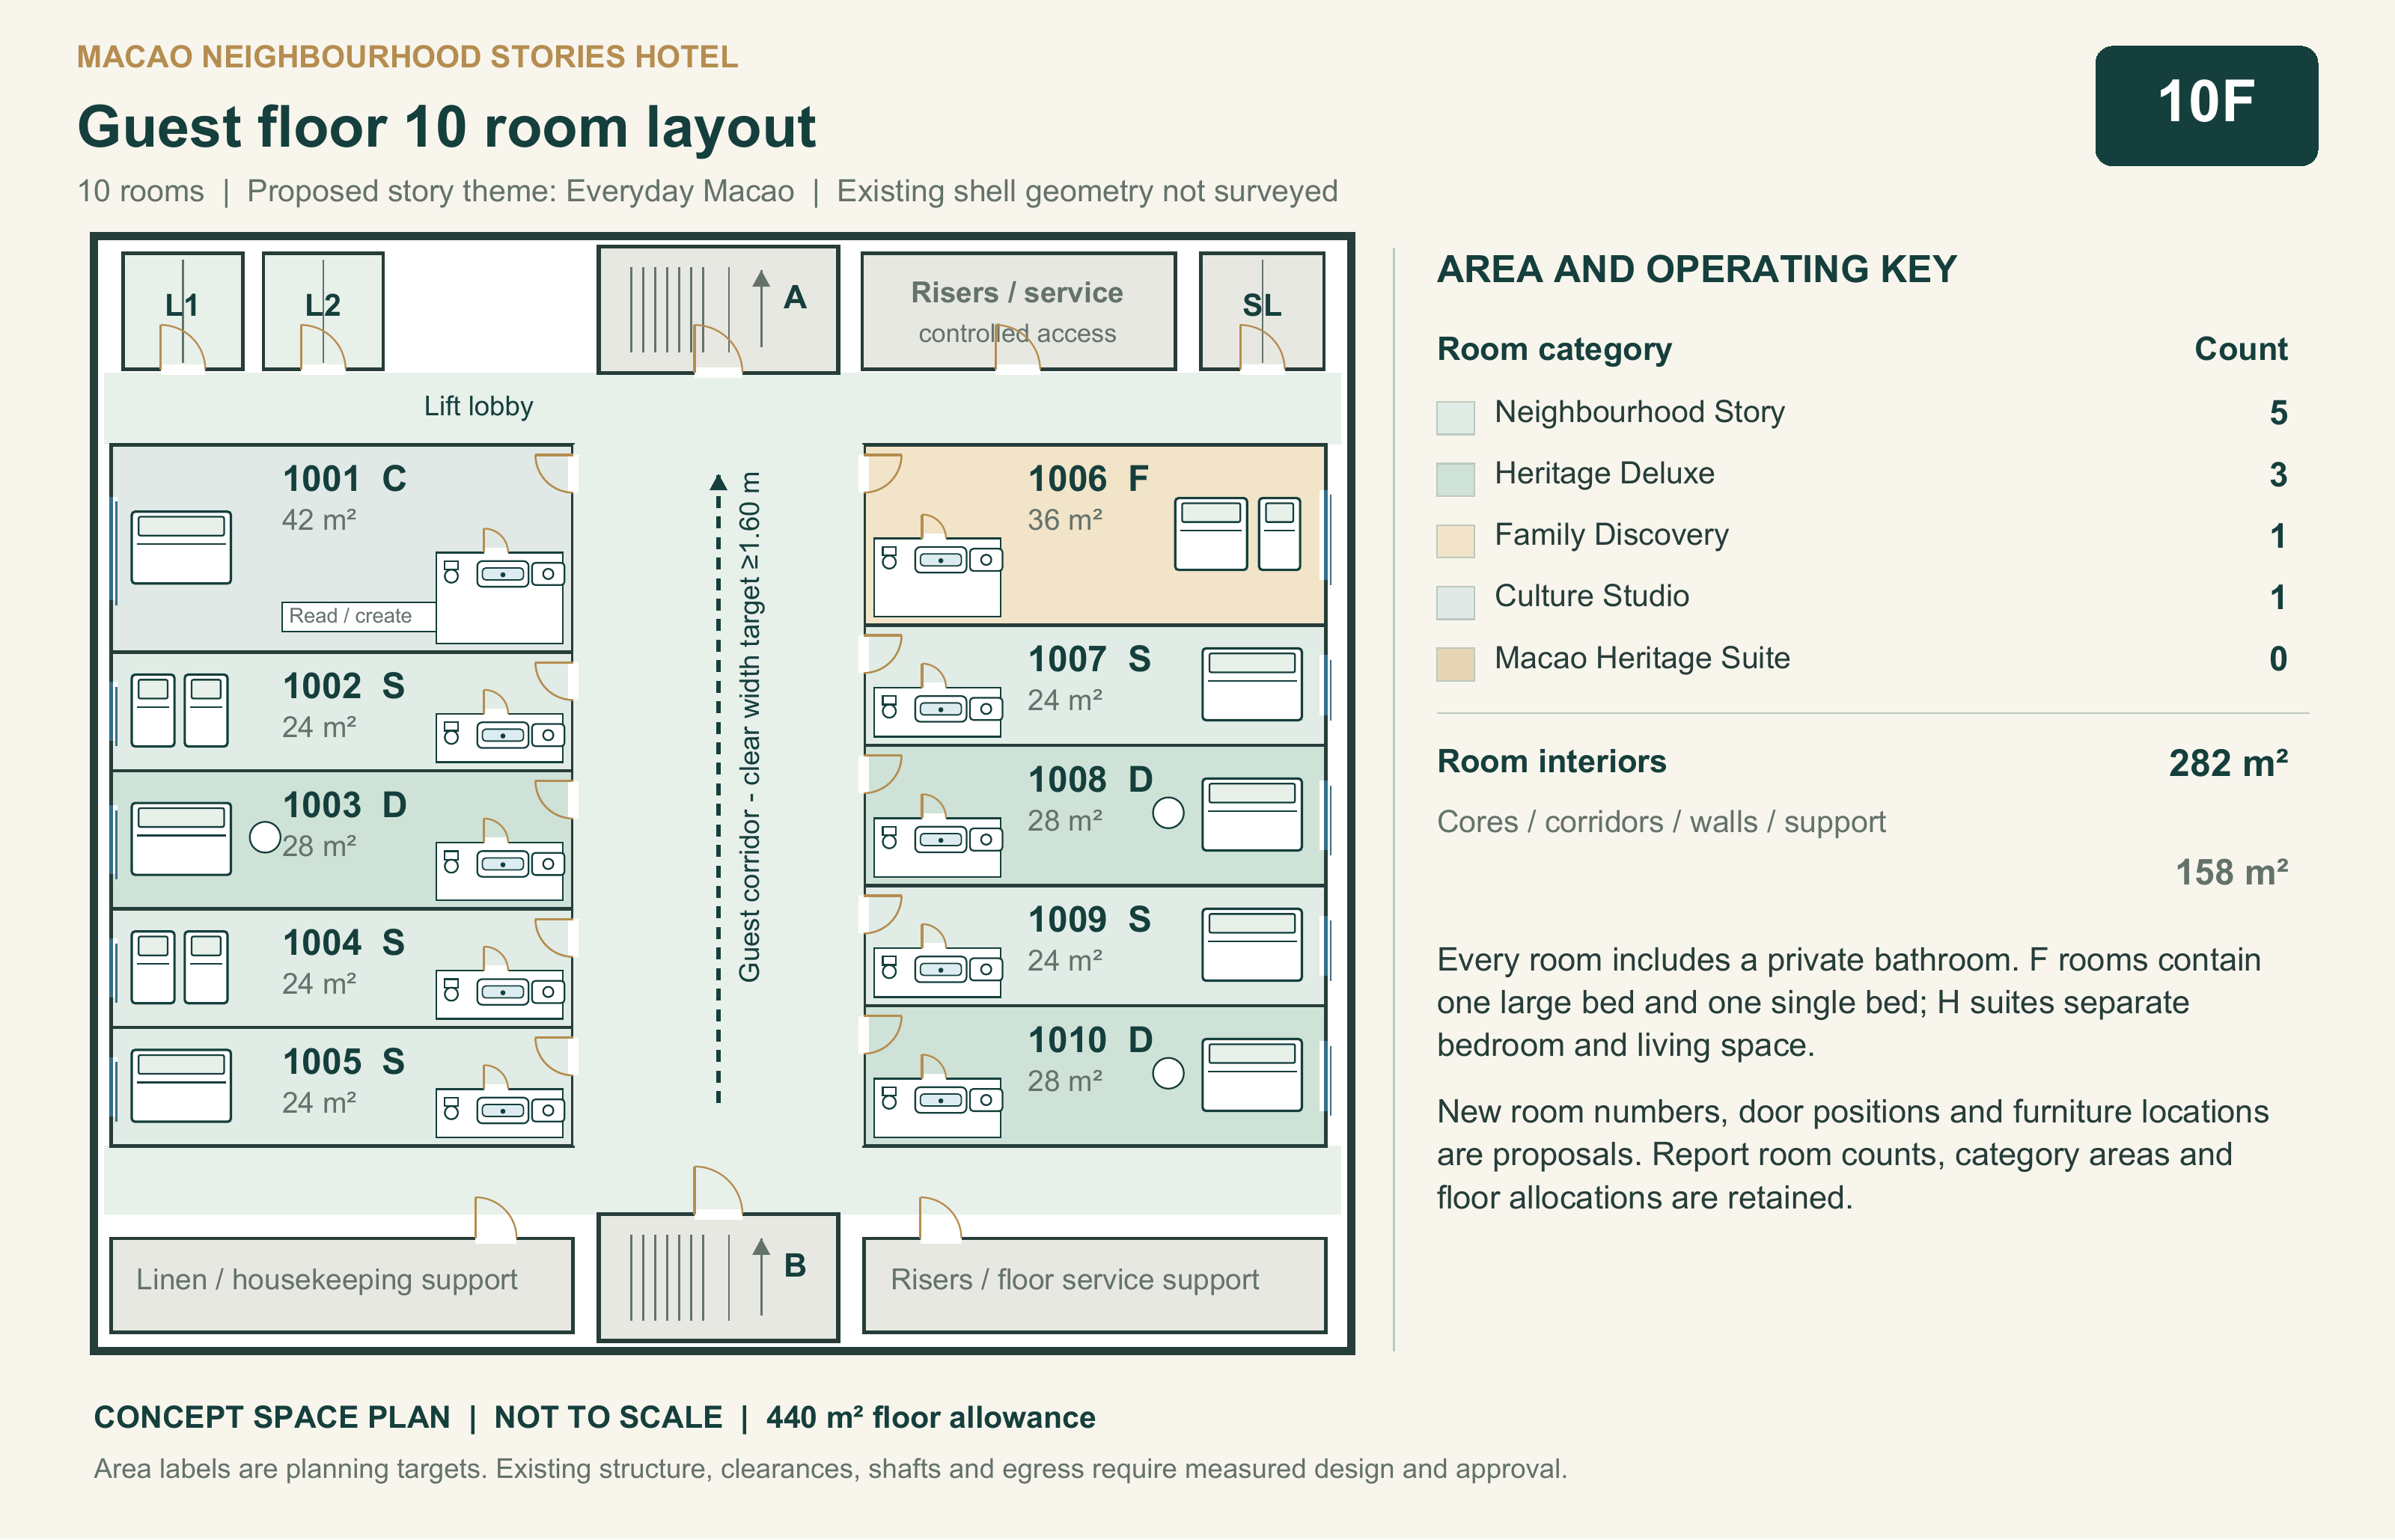 MACAO NEIGHBOURHOOD STORIES HOTEL
Guest floor 10 room layout
10F
10 rooms | Proposed story theme: Everyday Macao | Existing shell geometry not surveyed
L1
L2
A
Risers / service
controlled access
SL
Lift lobby
1001 C
42 m²
Read / create
1002 S
24 m²
1003 D
28 m²
1004 S
24 m²
1005 S
24 m²
Guest corridor - clear width target ≥1.60 m
1006 F
36 m²
1007 S
24 m²
1008 D
28 m²
1009 S
24 m²
1010 D
28 m²
Linen / housekeeping support
B
Risers / floor service support
AREA AND OPERATING KEY
Room category Count
Neighbourhood Story 5
Heritage Deluxe 3
Family Discovery 1
Culture Studio 1
Macao Heritage Suite 0
Room interiors 282 m²
Cores / corridors / walls / support
158 m²
Every room includes a private bathroom. F rooms contain
one large bed and one single bed; H suites separate
bedroom and living space.
New room numbers, door positions and furniture locations
are proposals. Report room counts, category areas and
floor allocations are retained.
CONCEPT SPACE PLAN | NOT TO SCALE | 440 m² floor allowance
Area labels are planning targets. Existing structure, clearances, shafts and egress require measured design and approval.